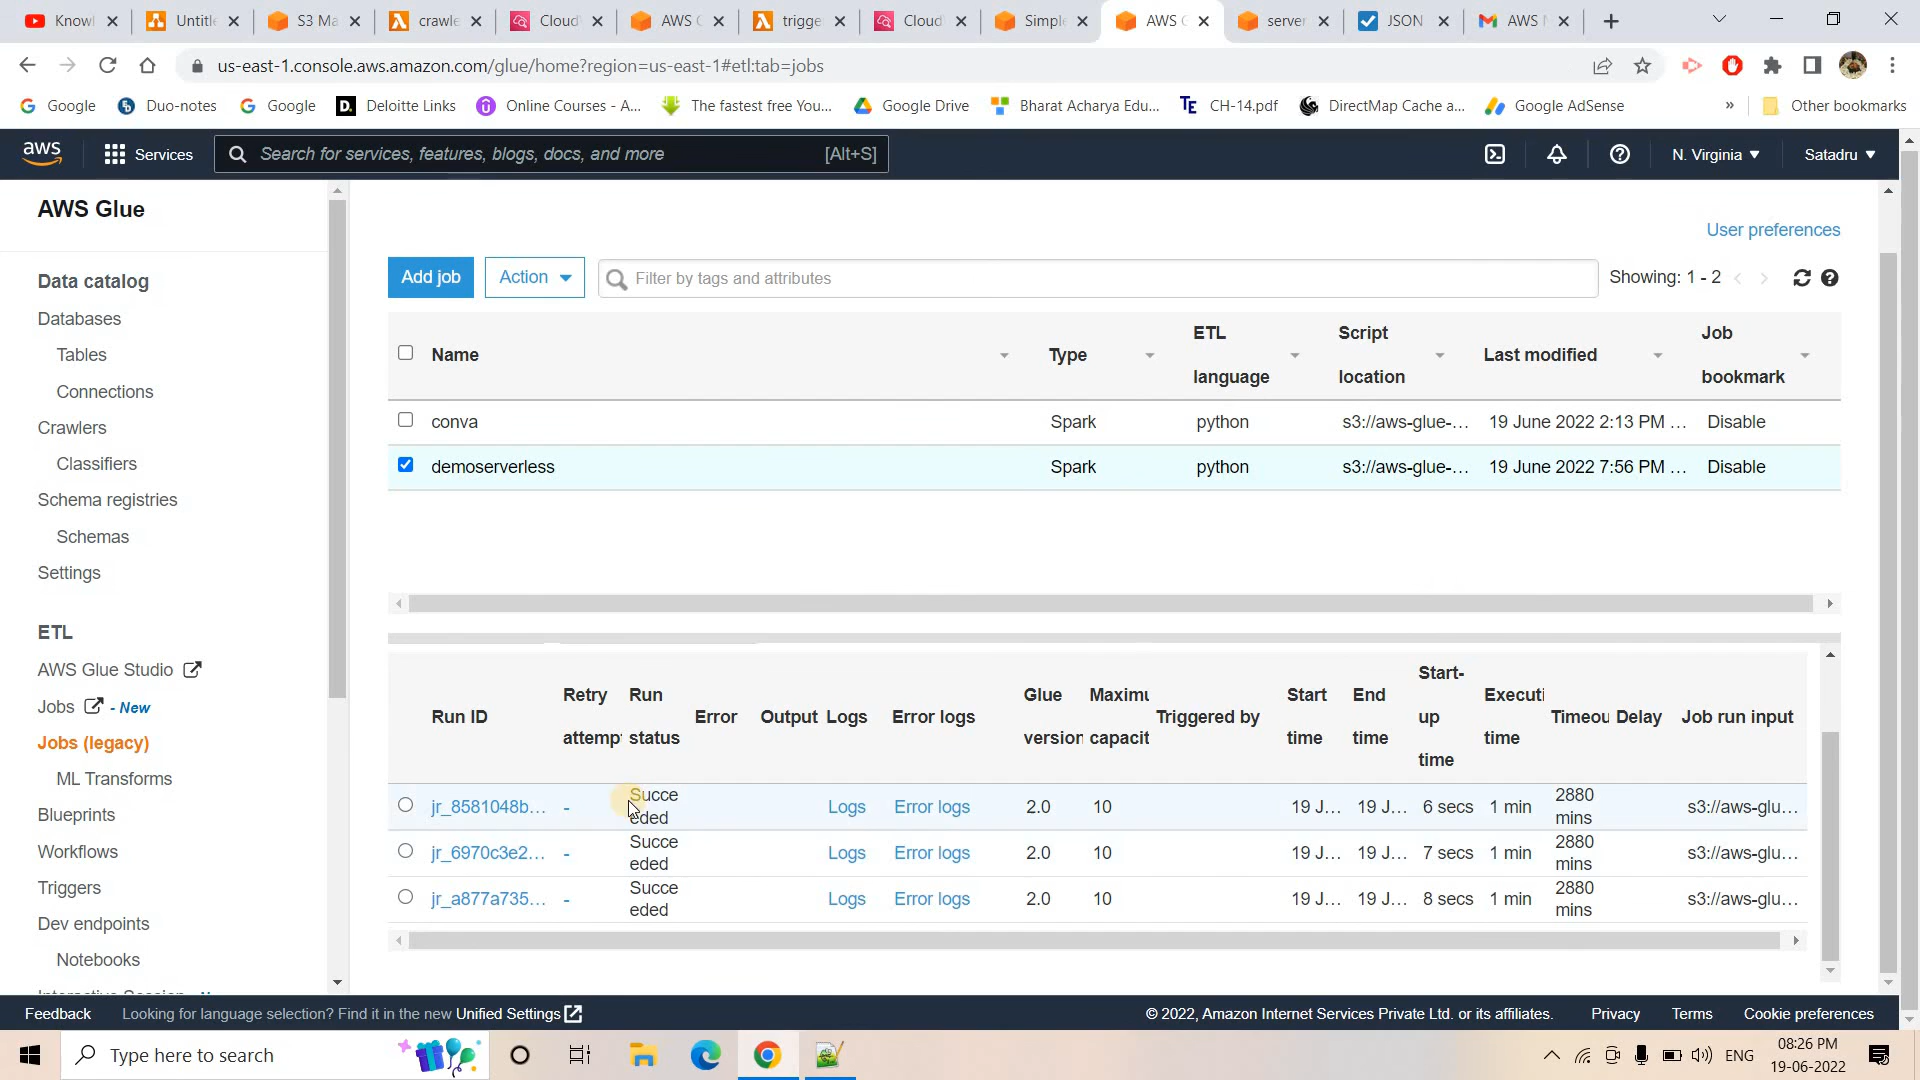 Knowl
Untitle
S3 Ma
crawle
Cloud
AWS G
trigge
Cloud
Simple
AWS G
server
JSON
AWS N
us-east-1.console.aws.amazon.com/glue/home?region=us-east-1#etl:tab=jobs
Google
Duo-notes
Google
D.
Deloitte Links
Online Courses - A...
The fastest free You...
Google Drive
Bharat Acharya Edu...
TE
CH-14.pdf
DirectMap Cache a...
Google AdSense
»
Other bookmarks
aws
Services
Search for services, features, blogs, docs, and more
[Alt+S]
N. Virginia
Satadru
AWS Glue
Data catalog
Databases
Tables
Connections
Crawlers
Classifiers
Schema registries
Schemas
Settings
ETL
AWS Glue Studio
Jobs - New
Jobs (legacy)
ML Transforms
Blueprints
Workflows
Triggers
Dev endpoints
Notebooks
User preferences
Add job
Action
Filter by tags and attributes
Showing: 1 - 2
Name
Type
ETL language
Script location
Last modified
Job bookmark
conva Spark python s3://aws-glue-... 19 June 2022 2:13 PM ... Disable
demoserverless Spark python s3://aws-glue-... 19 June 2022 7:56 PM ... Disable
Run ID
Retry attemp
Run status
Error
Output
Logs
Error logs
Glue version
Maximu capacit
Triggered by
Start time
End time
Start-up time
Executi time
Timeou
Delay
Job run input
jr_8581048b... - Succeeded Logs Error logs 2.0 10 19 J... 19 J... 6 secs 1 min 2880 mins s3://aws-glu...
jr_6970c3e2... - Succeeded Logs Error logs 2.0 10 19 J... 19 J... 7 secs 1 min 2880 mins s3://aws-glu...
jr_a877a735... - Succeeded Logs Error logs 2.0 10 19 J... 19 J... 8 secs 1 min 2880 mins s3://aws-glu...
Feedback
Looking for language selection? Find it in the new Unified Settings
© 2022, Amazon Internet Services Private Ltd. or its affiliates.
Privacy
Terms
Cookie preferences
Type here to search
ENG
08:26 PM
19-06-2022